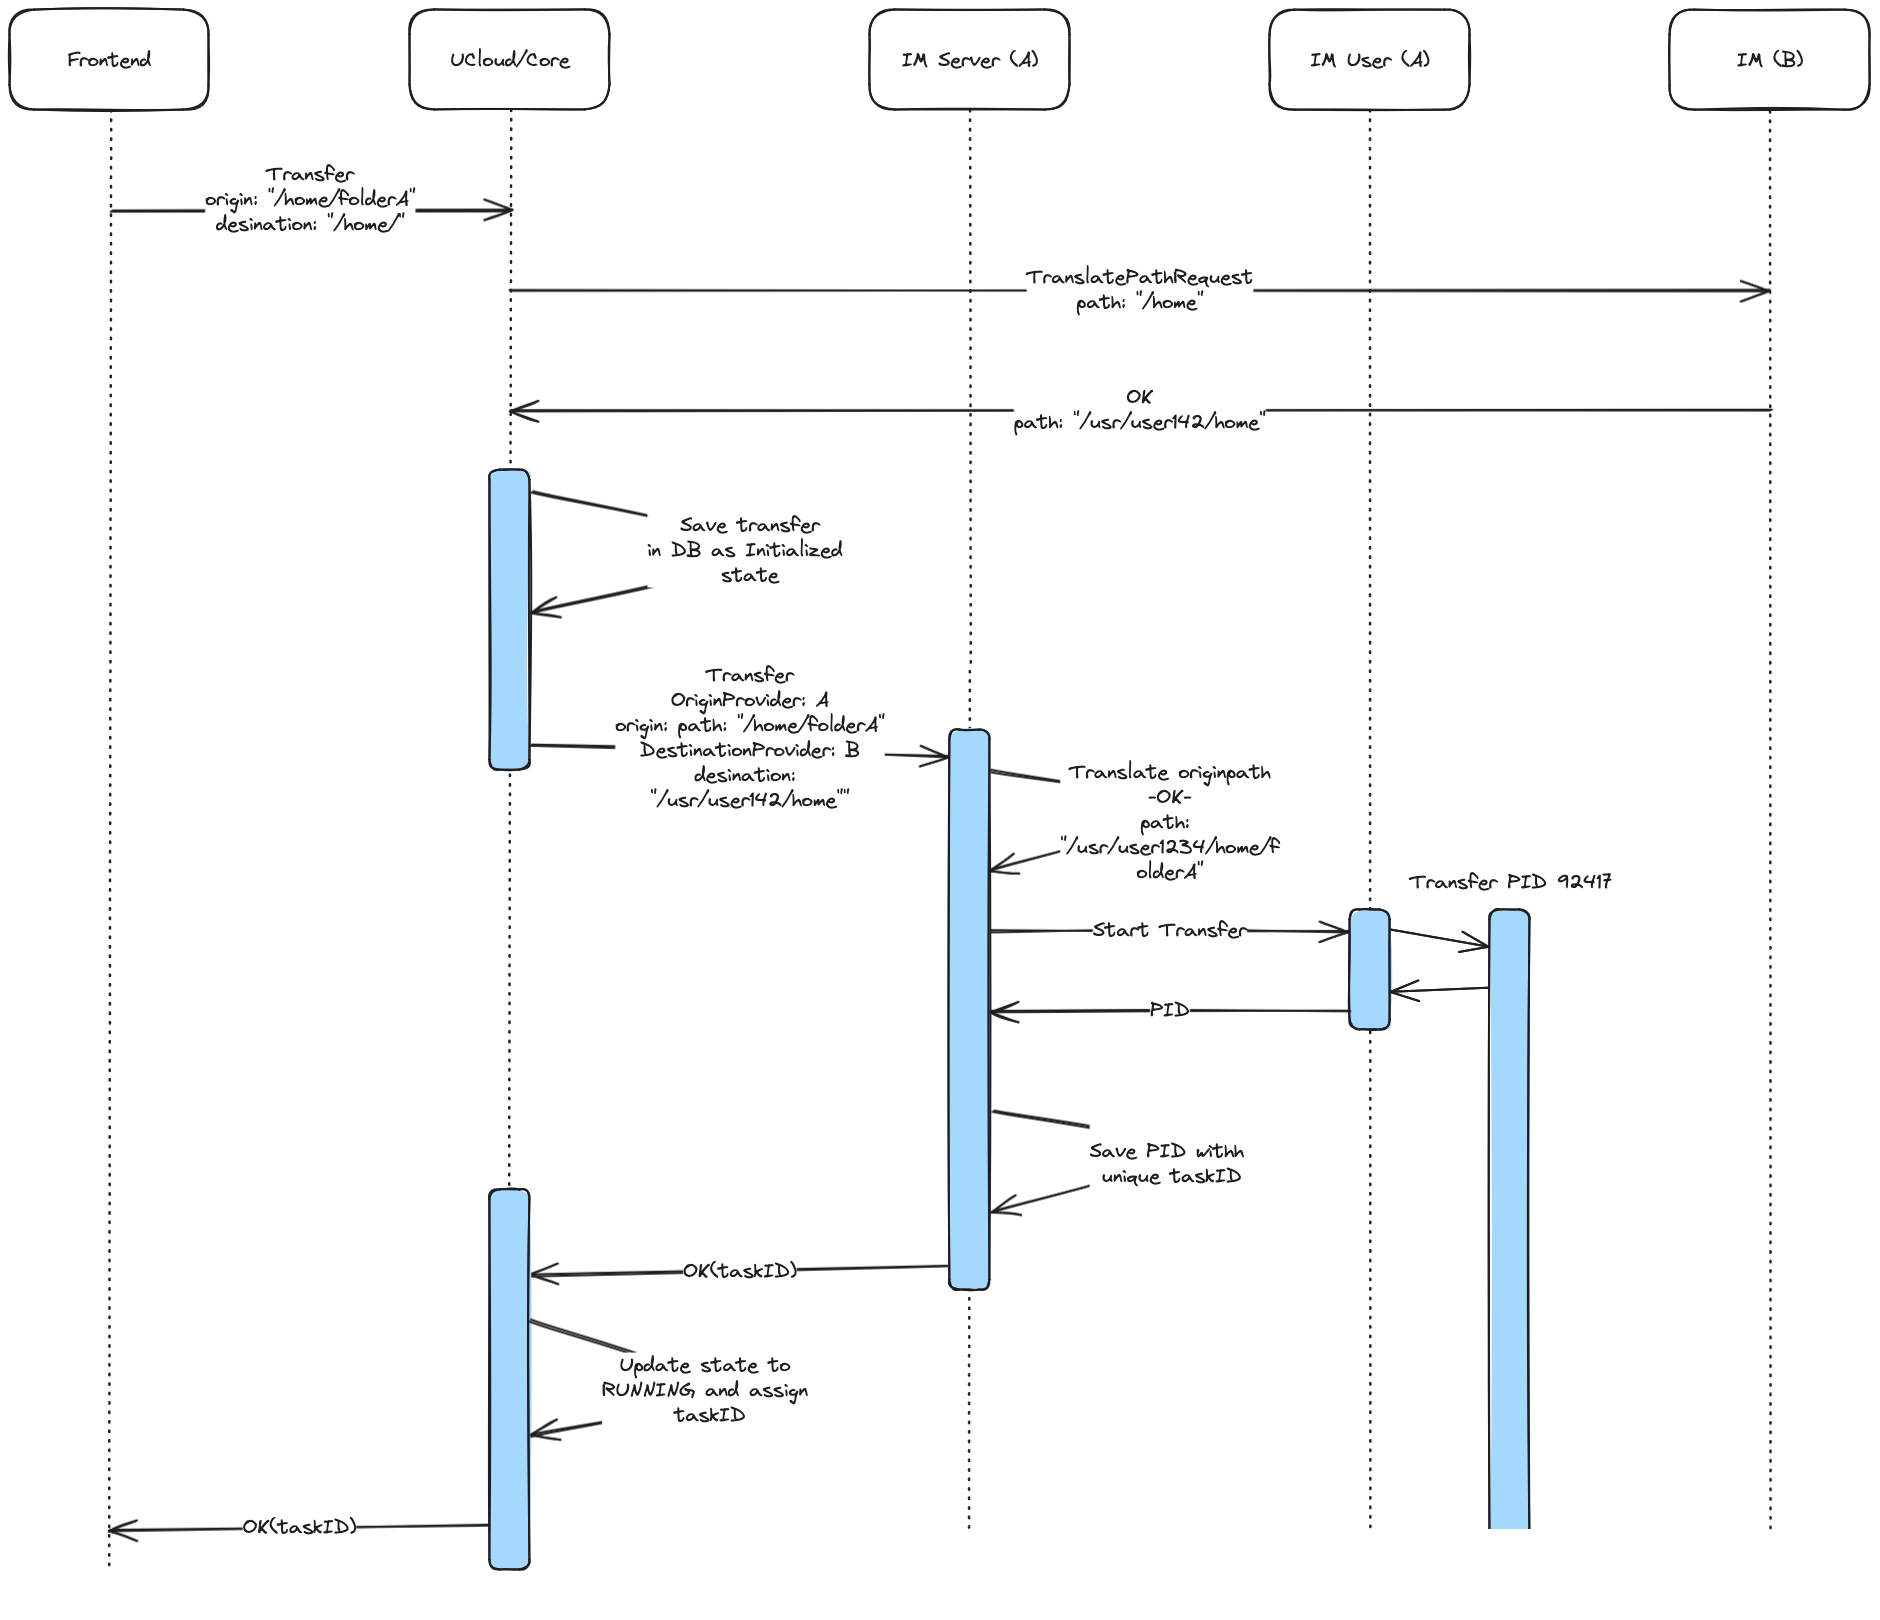 Frontend
UCloud/Core
IM Server (A)
IM User (A)
IM (B)
Transfer
origin: "/home/folderA"
desination: "/home/"
TranslatePathRequest
path: "/home"
OK
path: "/usr/user142/home"
Save transfer
in DB as Initialized
state
Transfer
OriginProvider: A
origin: path: "/home/folderA"
DestinationProvider: B
desination:
"/usr/user142/home""
Translate originpath
-OK-
path:
"/usr/user1234/home/f
olderA"
Transfer PID 92417
Start Transfer
PID
Save PID withh
unique taskID
OK(taskID)
Update state to
RUNNING, and assign
taskID
OK(taskID)